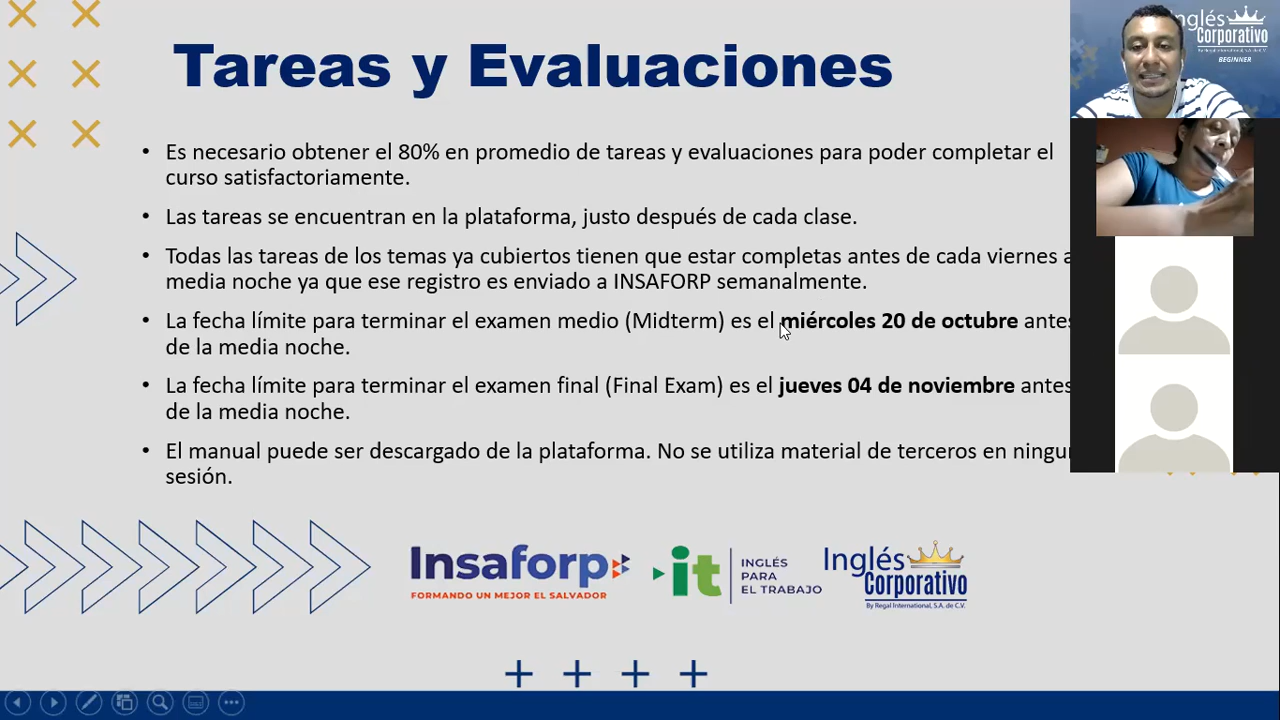 Tareas y Evaluaciones
• Es necesario obtener el 80% en promedio de tareas y evaluaciones para poder completar el
curso satisfactoriamente.
• Las tareas se encuentran en la plataforma, justo después de cada clase.
• Todas las tareas de los temas ya cubiertos tienen que estar completas antes de cada viernes a
media noche ya que ese registro es enviado a INSAFORP semanalmente.
• La fecha límite para terminar el examen medio (Midterm) es el miércoles 20 de octubre antes
de la media noche.
• La fecha límite para terminar el examen final (Final Exam) es el jueves 04 de noviembre antes
de la media noche.
• El manual puede ser descargado de la plataforma. No se utiliza material de terceros en ningun
sesión.
Insaforp
FORMANDO UN MEJOR EL SALVADOR
it
INGLÉS
PARA
EL TRABAJO
Inglés
Corporativo
By Regal International, S.A. de C.V.
Inglés
Corporativo
By Regal International, S.A. de C.V.
BEGINNER